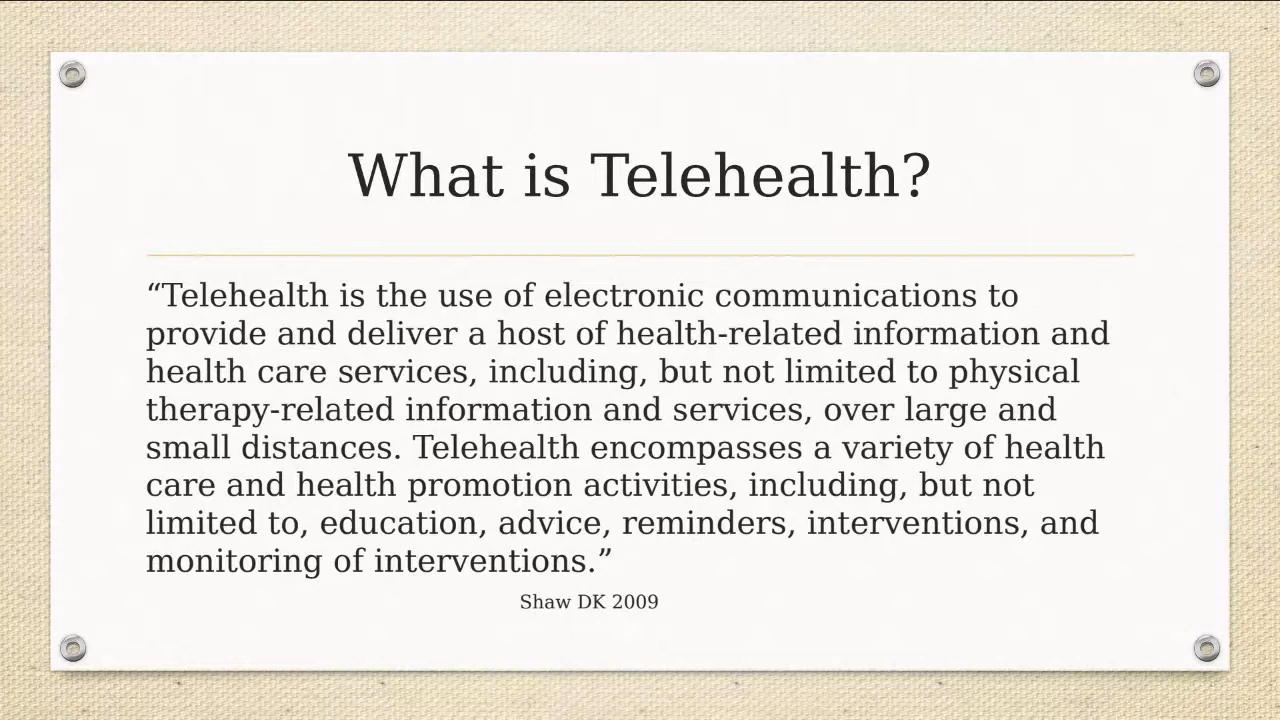 What is Telehealth?
“Telehealth is the use of electronic communications to
provide and deliver a host of health-related information and
health care services, including, but not limited to physical
therapy-related information and services, over large and
small distances. Telehealth encompasses a variety of health
care and health promotion activities, including, but not
limited to, education, advice, reminders, interventions, and
monitoring of interventions.”
Shaw DK 2009